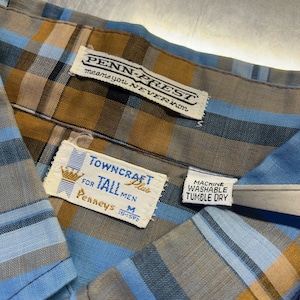 PENN-PREST
means you NEVER iron
TOWNCRAFT
Plus
FOR TALL MEN
Penneys
M
MACHINE
WASHABLE
TUMBLE DRY